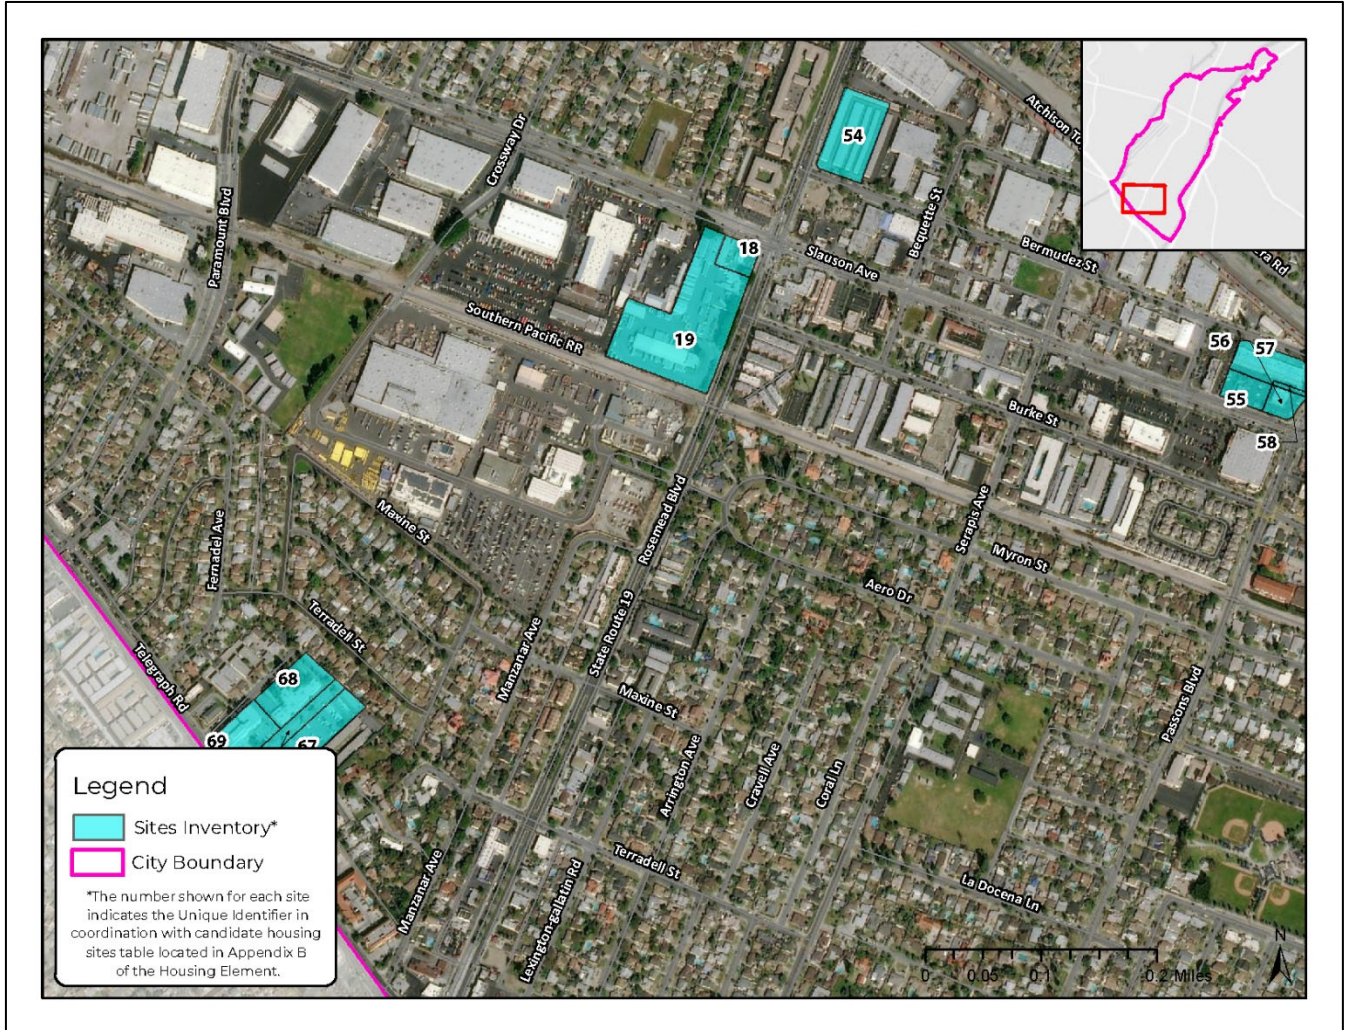 Crossway Dr
54
Atchison To
Paramount Blvd
Bequette St
18
Slauson Ave
Bermudez St
era Rd
Southern Pacific RR
19
56
57
55
58
Burke St
Rosemead Blvd
Serapis Ave
Maxine St
Myron St
Fernadel Ave
Aero Dr
Terradell St
State Route 19
Manzanar Ave
Telegraph Rd
68
Maxine St
69
67
Passons Blvd
Arrington Ave
Cravell Ave
Coral Ln
Terradell St
La Docena Ln
Manzanar Ave
Lexington-gallatin Rd
Legend
Sites Inventory*
City Boundary
*The number shown for each site
indicates the Unique Identifier in
coordination with candidate housing
sites table located in Appendix B
of the Housing Element.
N
0 0.05 0.1 0.2 Miles